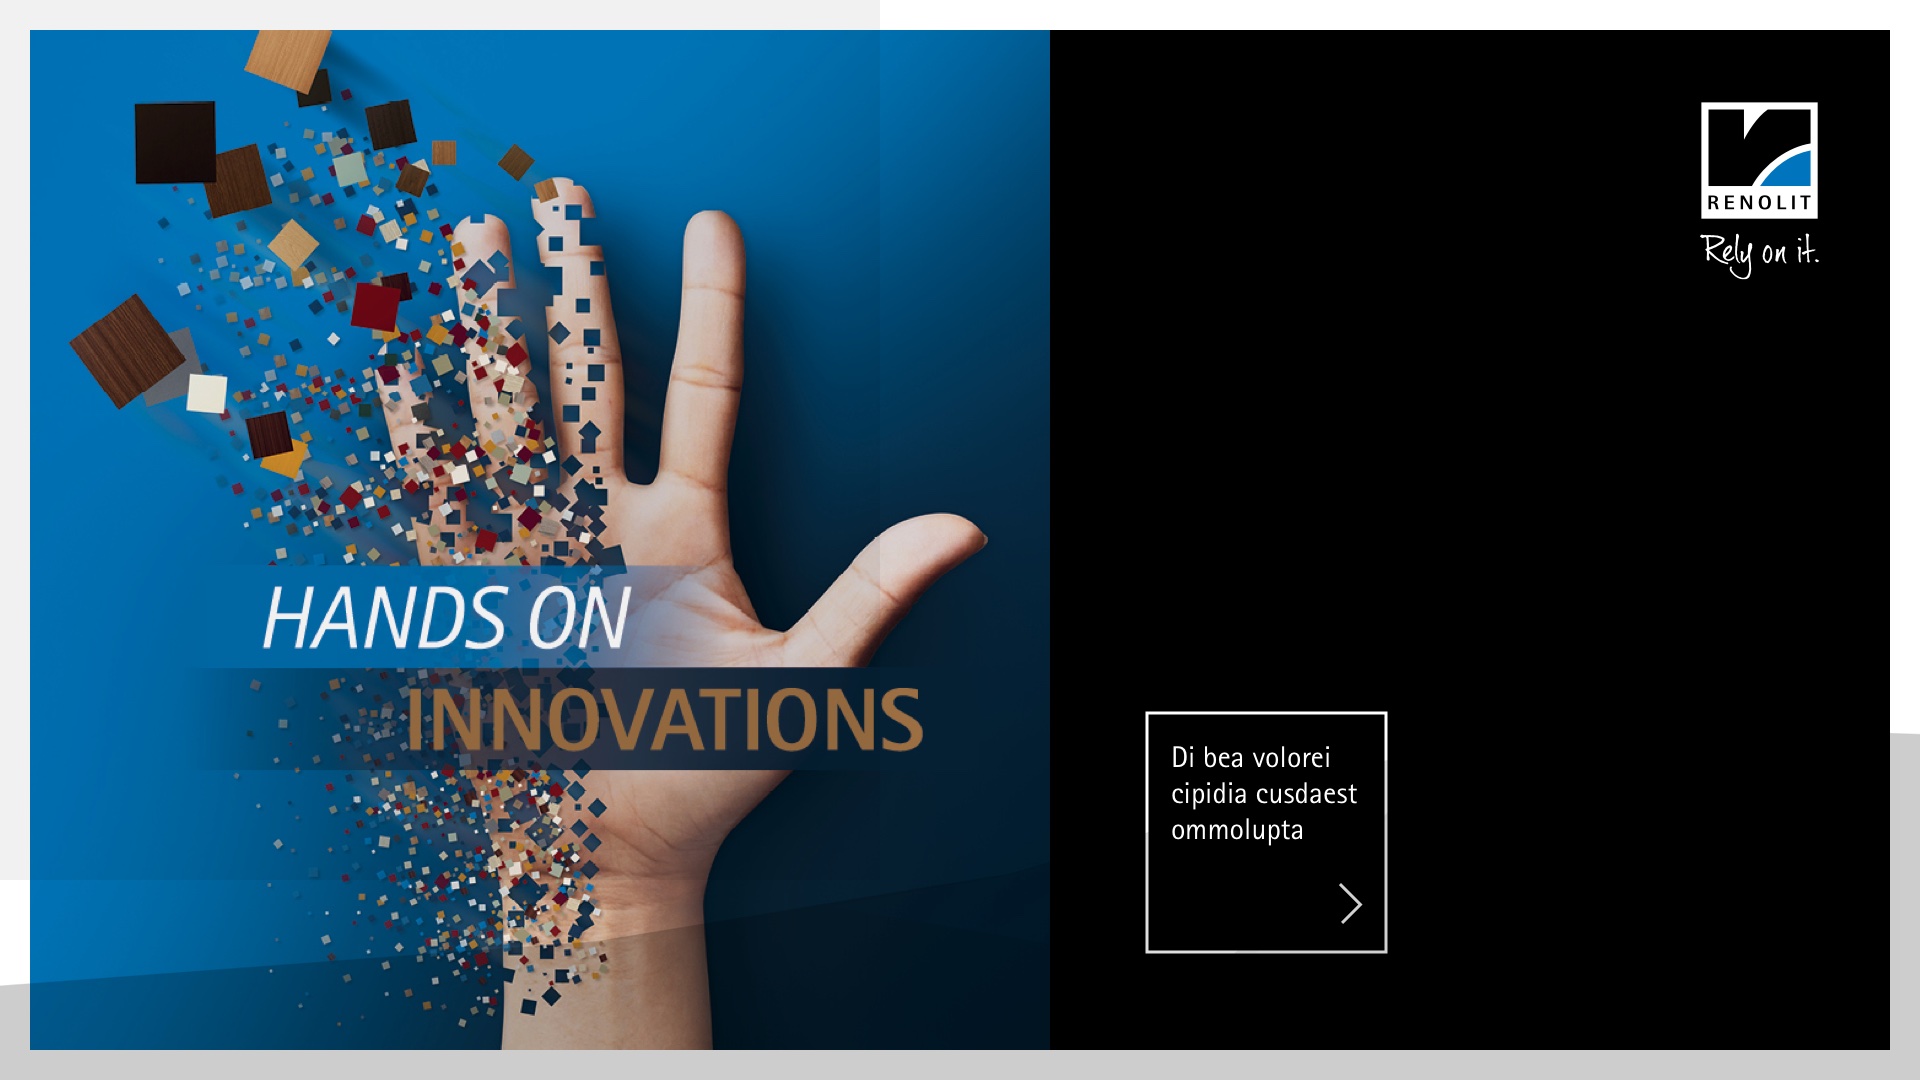 HANDS ON
INNOVATIONS
RENOLIT
Rely on it.
Di bea volorei
cipidia cusdaest
ommolupta